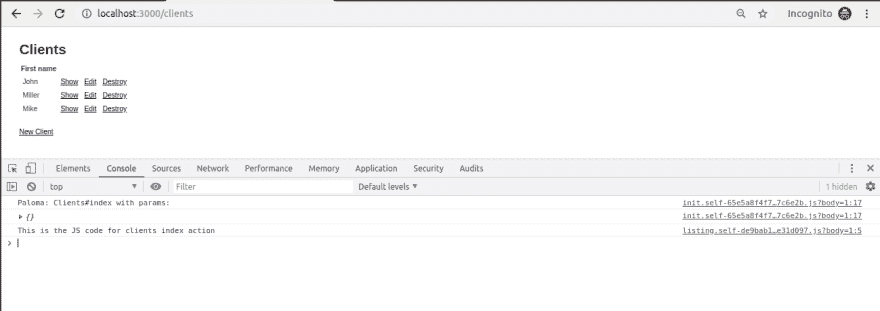 localhost:3000/clients
Incognito
Clients
First name
John Show Edit Destroy
Miller Show Edit Destroy
Mike Show Edit Destroy
New Client
Elements Console Sources Network Performance Memory Application Security Audits
top Filter Default levels 1 hidden
Paloma: Clients#index with params: init.self-65e5a8f4f7…7c6e2b.js?body=1:17
{} init.self-65e5a8f4f7…7c6e2b.js?body=1:17
This is the JS code for clients index action listing.self-de9bab1…e31d097.js?body=1:5